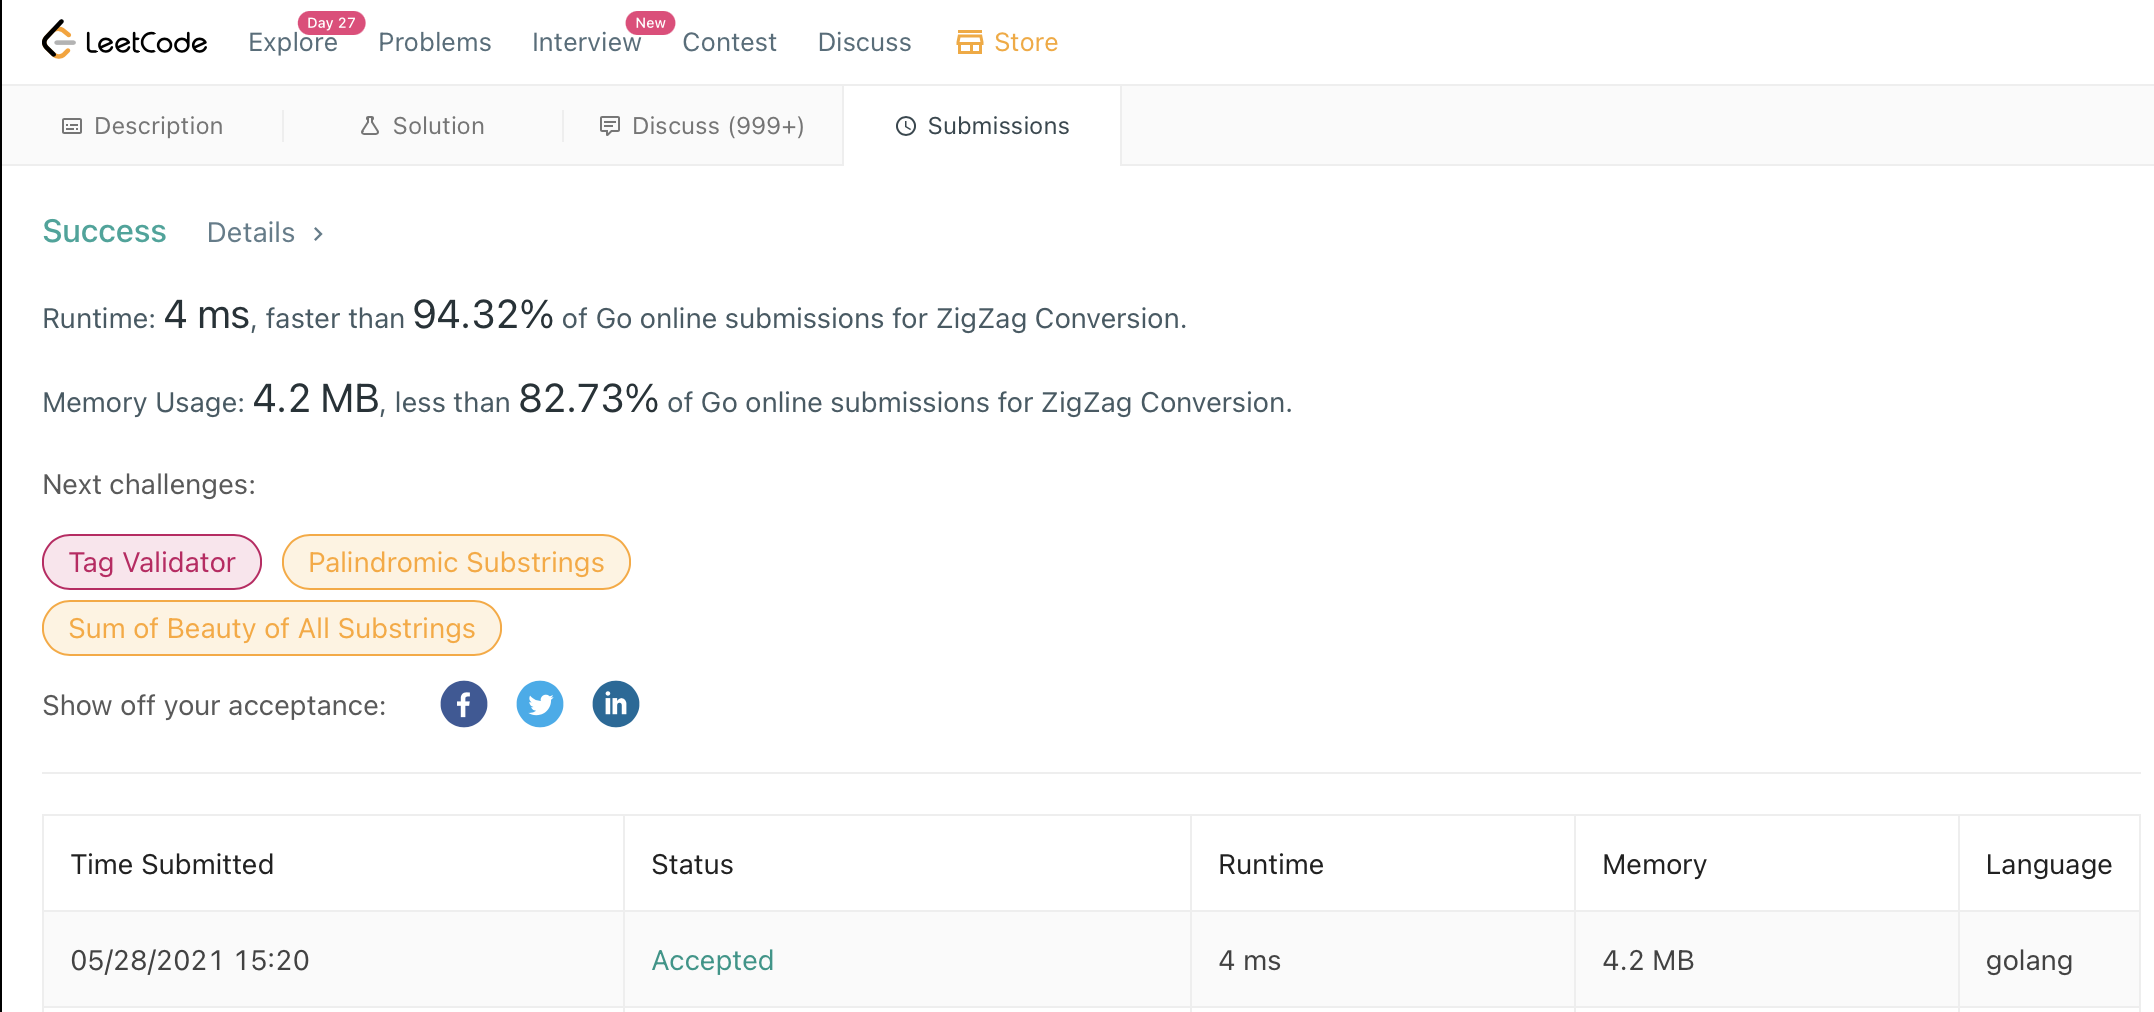 Day 27 New
LeetCode Explore Problems Interview Contest Discuss Store
Description Solution Discuss (999+) Submissions
Success Details >
Runtime: 4 ms, faster than 94.32% of Go online submissions for ZigZag Conversion.
Memory Usage: 4.2 MB, less than 82.73% of Go online submissions for ZigZag Conversion.
Next challenges:
Tag Validator Palindromic Substrings
Sum of Beauty of All Substrings
Show off your acceptance: f in
Time Submitted Status Runtime Memory Language
05/28/2021 15:20 Accepted 4 ms 4.2 MB golang